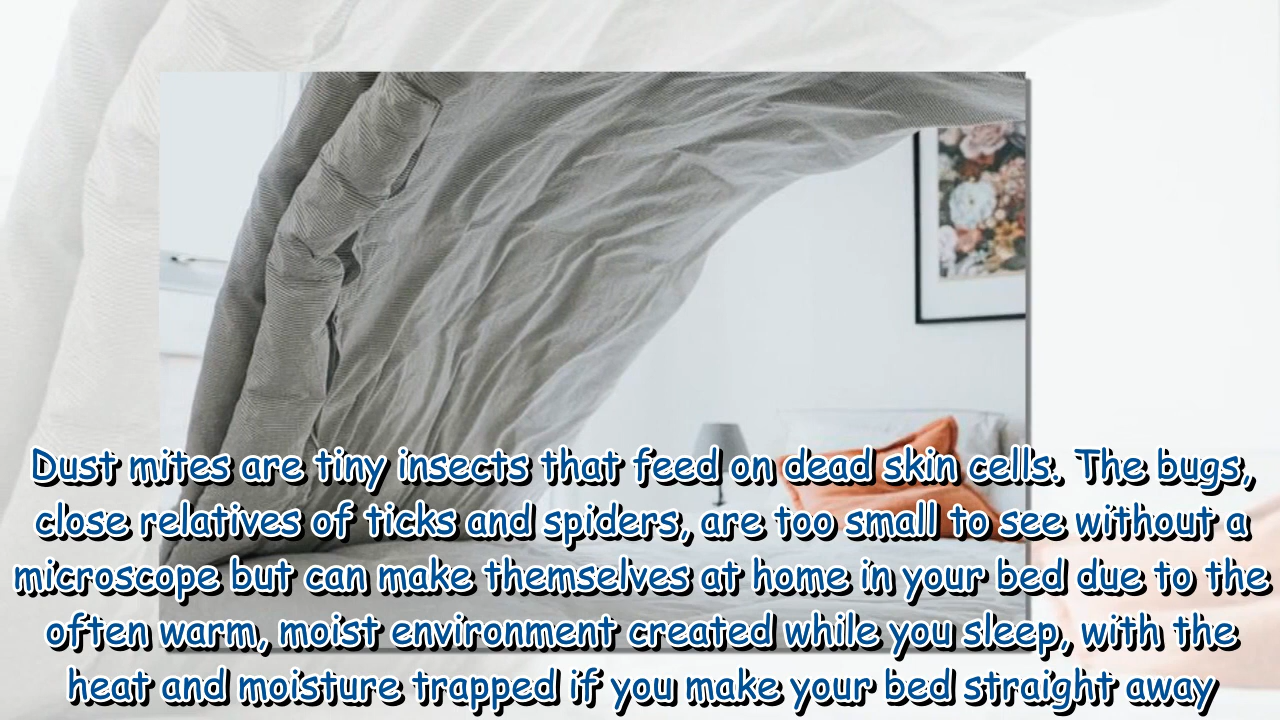 Dust mites are tiny insects that feed on dead skin cells. The bugs,
close relatives of ticks and spiders, are too small to see without a
microscope but can make themselves at home in your bed due to the
often warm, moist environment created while you sleep, with the
heat and moisture trapped if you make your bed straight away